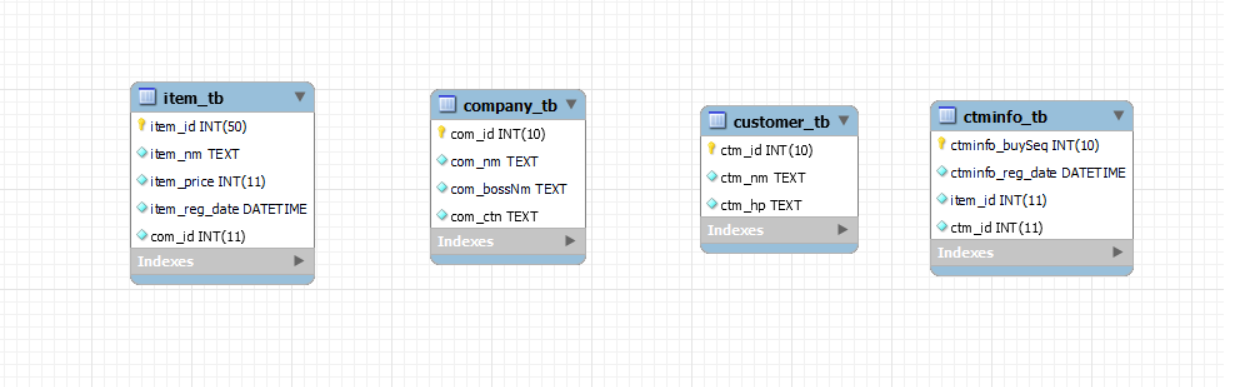 item_tb
item_id INT(50)
item_nm TEXT
item_price INT(11)
item_reg_date DATETIME
com_id INT(11)
Indexes
company_tb
com_id INT(10)
com_nm TEXT
com_bossNm TEXT
com_ctn TEXT
Indexes
customer_tb
ctm_id INT(10)
ctm_nm TEXT
ctm_hp TEXT
Indexes
ctminfo_tb
ctminfo_buySeq INT(10)
ctminfo_reg_date DATETIME
item_id INT(11)
ctm_id INT(11)
Indexes